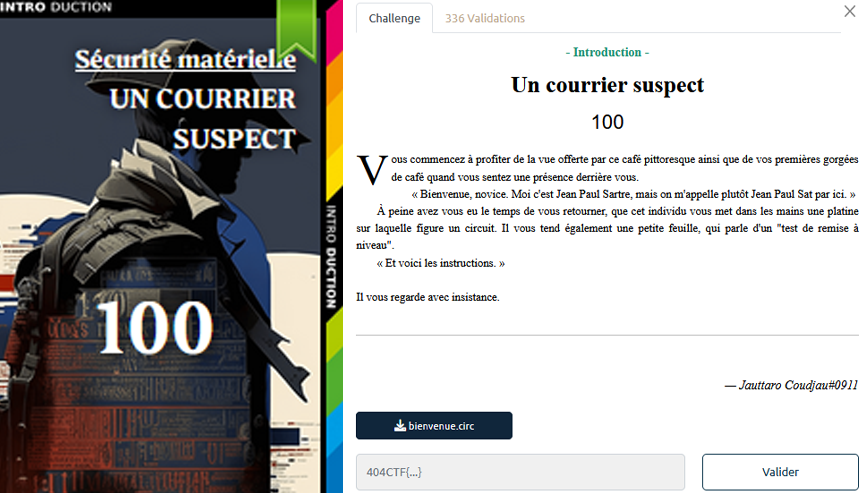 INTRO DUCTION
Sécurité matérielle
UN COURRIER
SUSPECT
100
INTRO DUCTION
Challenge
336 Validations
- Introduction -
Un courrier suspect
100
Vous commencez à profiter de la vue offerte par ce café pittoresque ainsi que de vos premières gorgées
de café quand vous sentez une présence derrière vous.
« Bienvenue, novice. Moi c'est Jean Paul Sartre, mais on m'appelle plutôt Jean Paul Sat par ici. »
À peine avez vous eu le temps de vous retourner, que cet individu vous met dans les mains une platine
sur laquelle figure un circuit. Il vous tend également une petite feuille, qui parle d'un "test de remise à
niveau".
« Et voici les instructions. »
Il vous regarde avec insistance.
— Jauttaro Coudjau#0911
bienvenue.circ
404CTF{...}
Valider